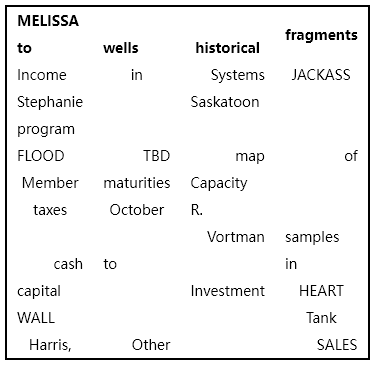 MELISSA
fragments
to wells historical
Income in Systems JACKASS
Stephanie Saskatoon
program
FLOOD TBD map of
Member maturities Capacity
taxes October R.
Vortman samples
cash to in
capital Investment HEART
WALL Tank
Harris, Other SALES